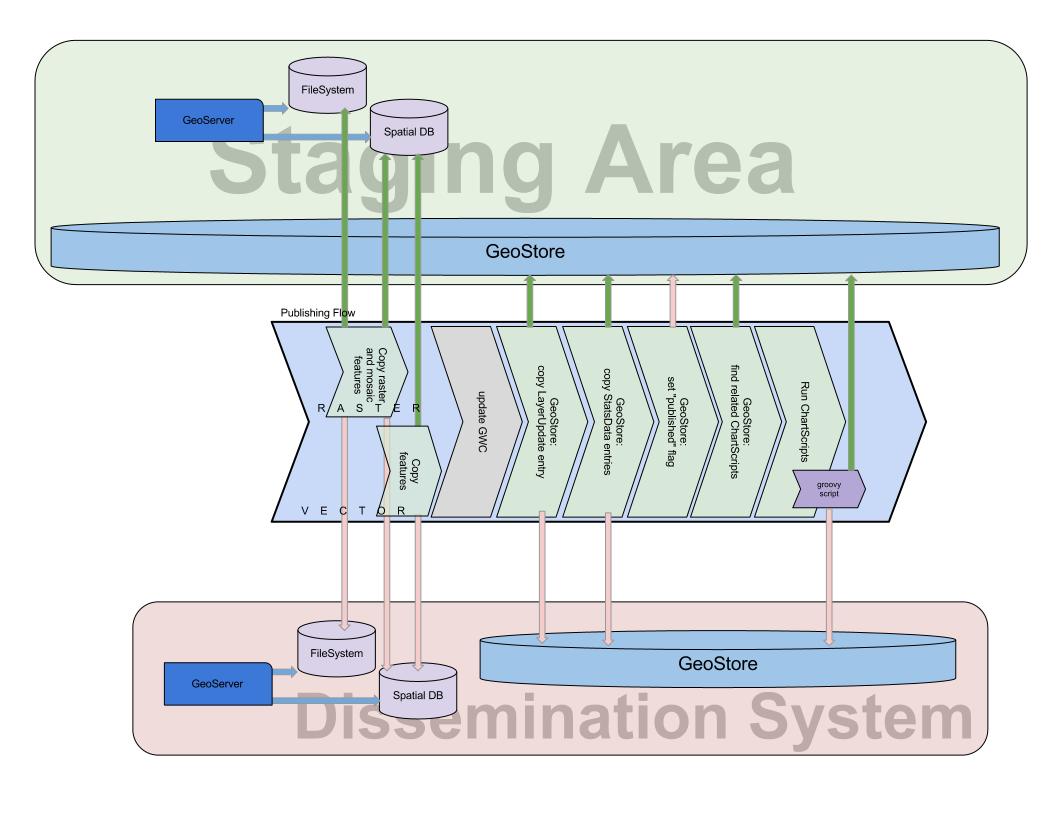 Staging Area
FileSystem
GeoServer
Spatial DB
GeoStore
Publishing Flow
Copy raster
and mosaic
features
R A S T E R
Copy
features
V E C T O R
update GWC
GeoStore:
copy LayerUpdate entry
GeoStore:
copy StatsData entries
GeoStore:
set "published" flag
GeoStore:
find related ChartScripts
Run ChartScripts
groovy
script
FileSystem
GeoServer
Spatial DB
GeoStore
Dissemination System